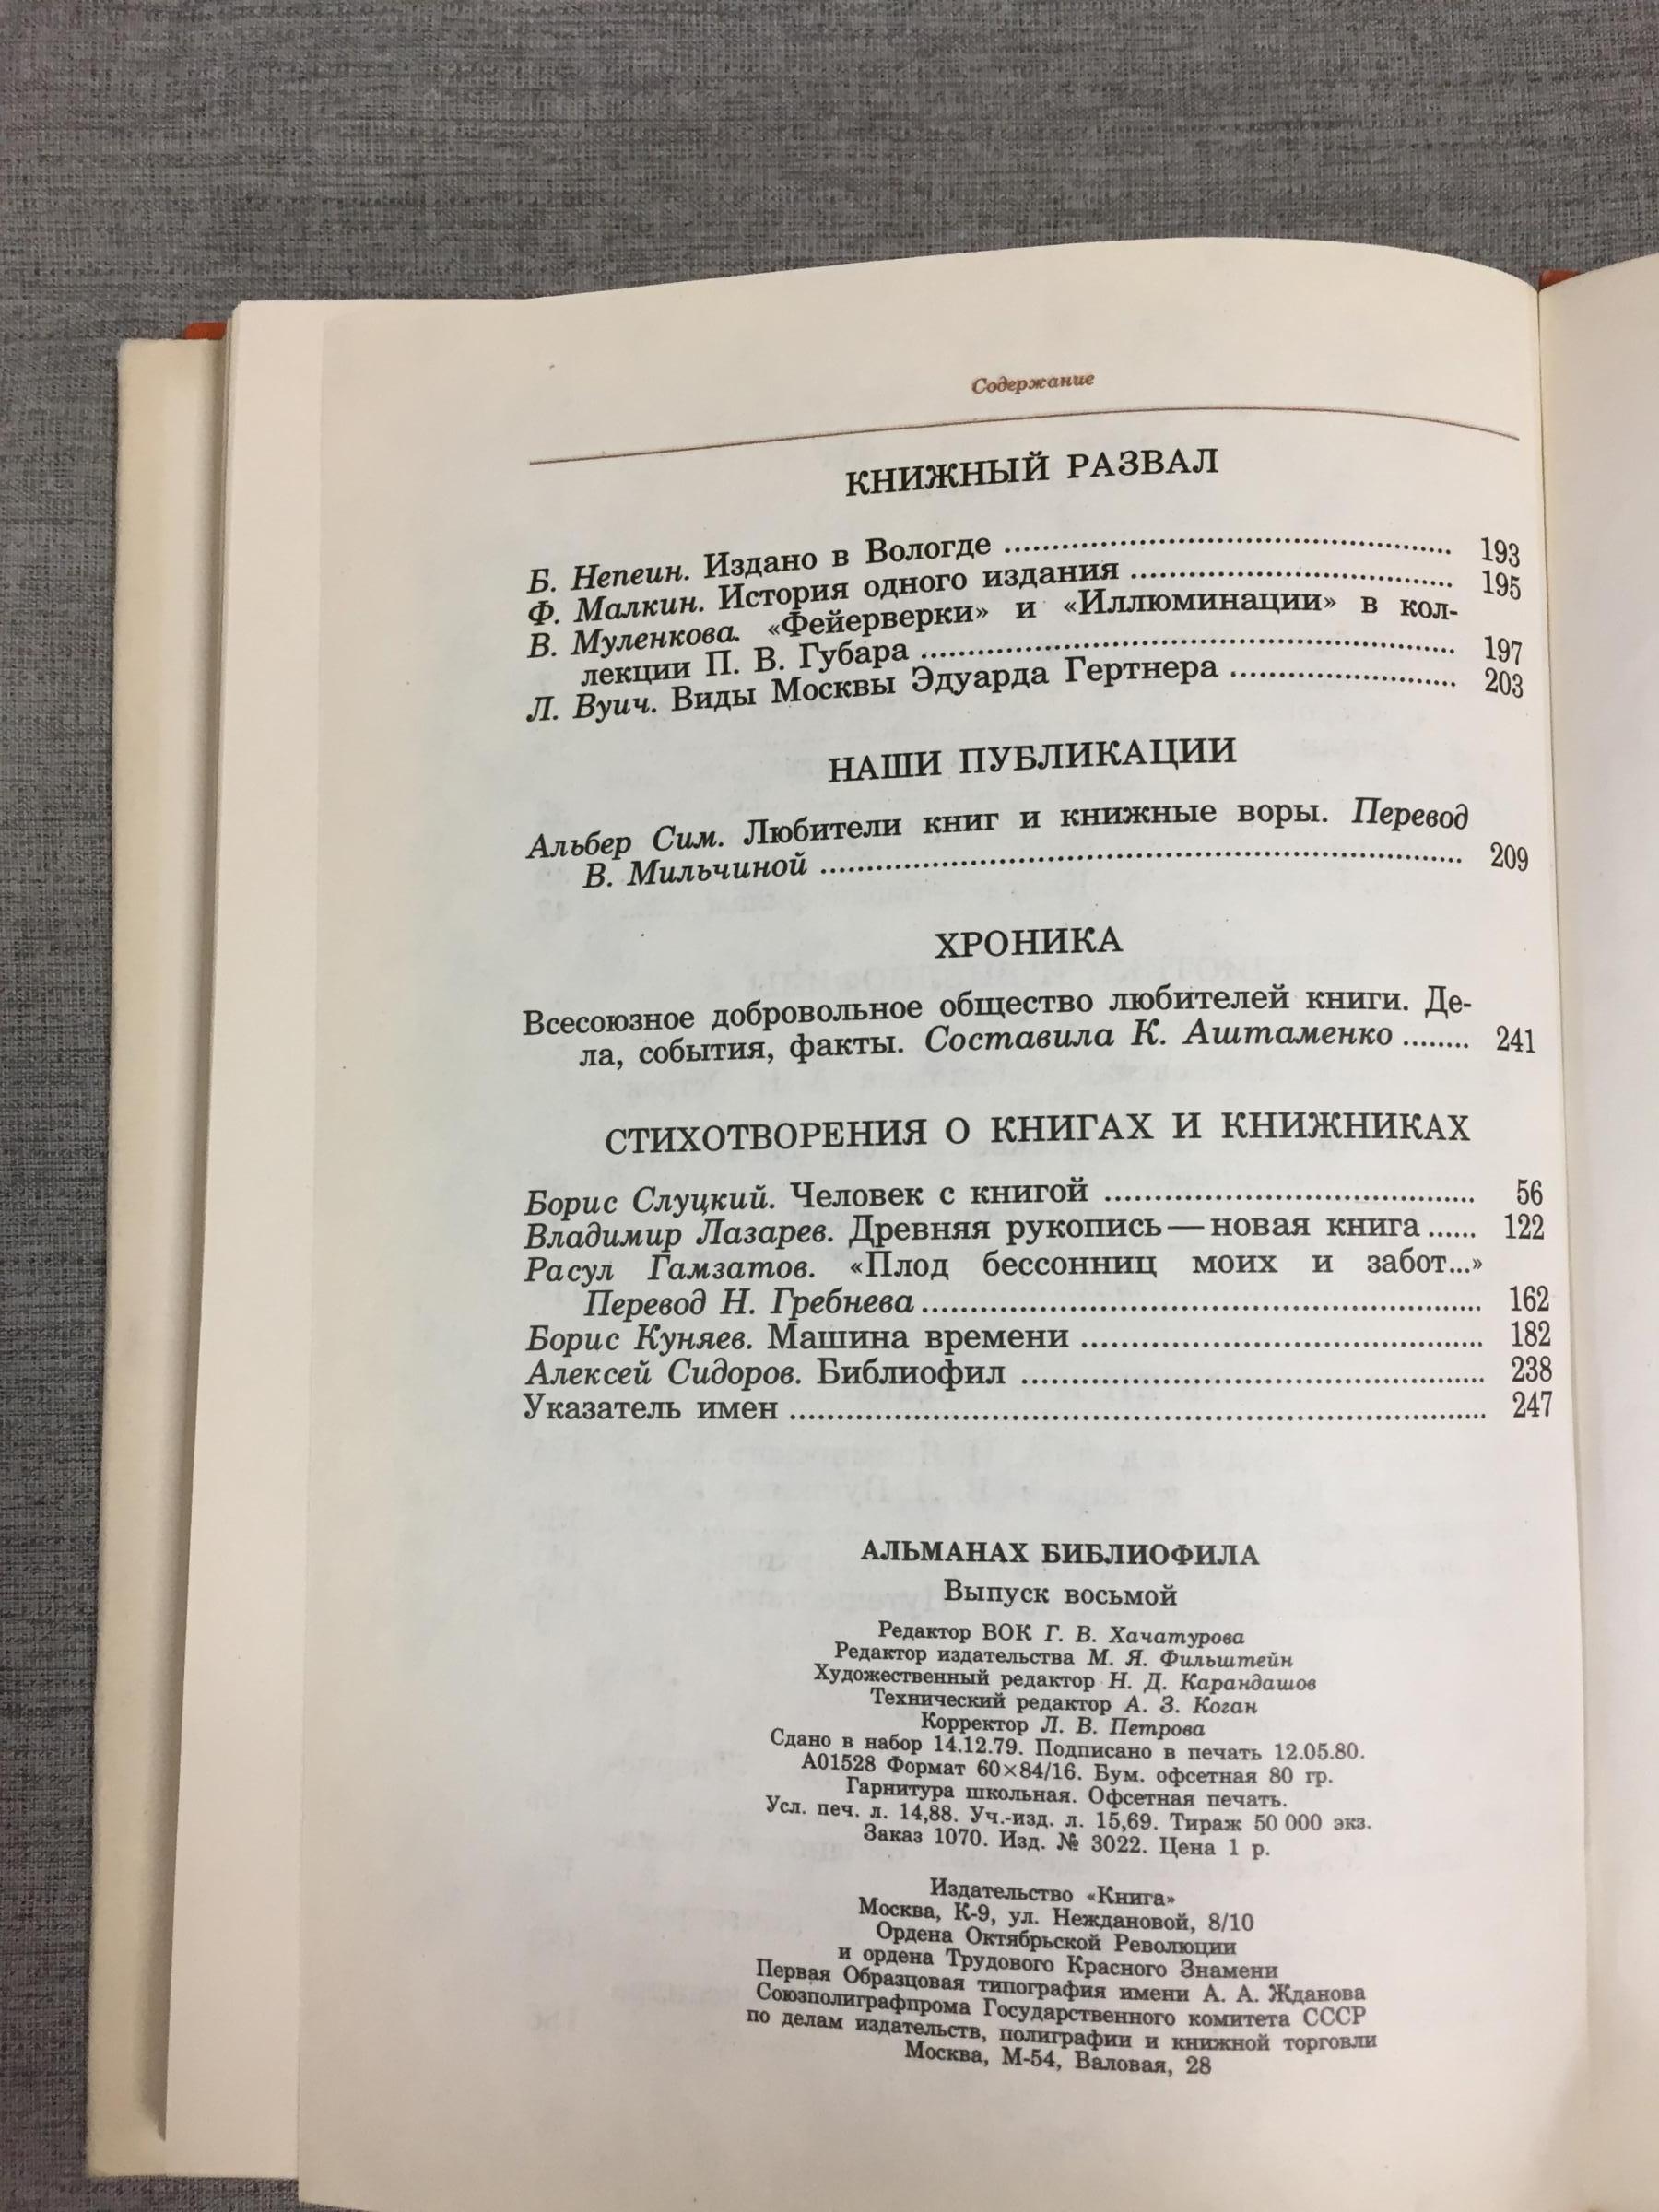 Содержание
КНИЖНЫЙ РАЗВАЛ
Б. Непеин. Издано в Вологде ........ 193
Ф. Малкин. История одного издания ........ 195
В. Муленкова. «Фейерверки» и «Иллюминации» в кол-
лекции П. В. Губара ........ 197
Л. Вуич. Виды Москвы Эдуарда Гертнера ........ 203
НАШИ ПУБЛИКАЦИИ
Альбер Сим. Любители книг и книжные воры. Перевод
В. Мильчиной ........ 209
ХРОНИКА
Всесоюзное добровольное общество любителей книги. Де-
ла, события, факты. Составила К. Аштаменко ........ 241
СТИХОТВОРЕНИЯ О КНИГАХ И КНИЖНИКАХ
Борис Слуцкий. Человек с книгой ........ 56
Владимир Лазарев. Древняя рукопись — новая книга ...... 122
Расул Гамзатов. «Плод бессонниц моих и забот...»
Перевод Н. Гребнева ........ 162
Борис Куняев. Машина времени ........ 182
Алексей Сидоров. Библиофил ........ 238
Указатель имен ........ 247
АЛЬМАНАХ БИБЛИОФИЛА
Выпуск восьмой
Редактор ВОК Г. В. Хачатурова
Редактор издательства М. Я. Фильштейн
Художественный редактор Н. Д. Карандашов
Технический редактор А. З. Коган
Корректор Л. В. Петрова
Сдано в набор 14.12.79. Подписано в печать 12.05.80.
А01528 Формат 60×84/16. Бум. офсетная 80 гр.
Гарнитура школьная. Офсетная печать.
Усл. печ. л. 14,88. Уч.-изд. л. 15,69. Тираж 50 000 экз.
Заказ 1070. Изд. № 3022. Цена 1 р.
Издательство «Книга»
Москва, К-9, ул. Неждановой, 8/10
Ордена Октябрьской Революции
и ордена Трудового Красного Знамени
Первая Образцовая типография имени А. А. Жданова
Союзполиграфпрома Государственного комитета СССР
по делам издательств, полиграфии и книжной торговли
Москва, М-54, Валовая, 28